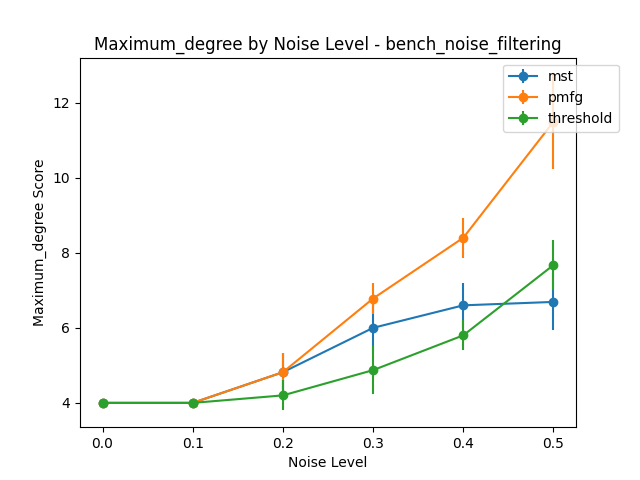 Maximum_degree by Noise Level - bench_noise_filtering
mst
pmfg
threshold
Maximum_degree Score
12
10
8
6
4
0.0 0.1 0.2 0.3 0.4 0.5
Noise Level